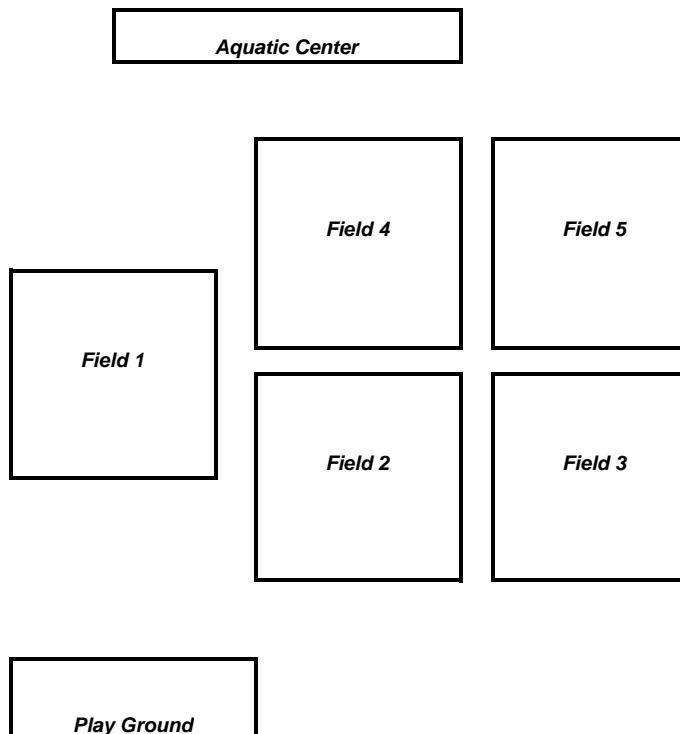 Aquatic Center
Field 4
Field 5
Field 1
Field 2
Field 3
Play Ground